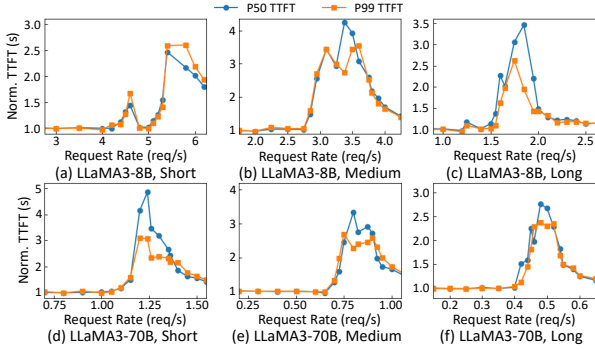 P50 TTFT P99 TTFT
Norm. TTFT (s)
3.0
2.5
2.0
1.5
1.0
3 4 5 6
Request Rate (req/s)
(a) LLaMA3-8B, Short
4
3
2
1
2.0 2.5 3.0 3.5 4.0
Request Rate (req/s)
(b) LLaMA3-8B, Medium
3.5
3.0
2.5
2.0
1.5
1.0
1.0 1.5 2.0 2.5
Request Rate (req/s)
(c) LLaMA3-8B, Long
Norm. TTFT (s)
5
4
3
2
1
0.75 1.00 1.25 1.50
Request Rate (req/s)
(d) LLaMA3-70B, Short
4
3
2
1
0.25 0.50 0.75 1.00
Request Rate (req/s)
(e) LLaMA3-70B, Medium
3
2
1
0.2 0.3 0.4 0.5 0.6
Request Rate (req/s)
(f) LLaMA3-70B, Long